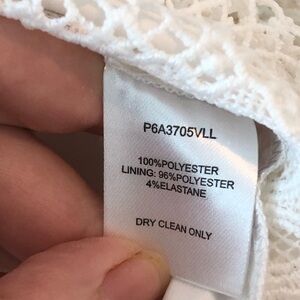 P6A3705VLL
100%POLYESTER
LINING: 96%POLYESTER
4%ELASTANE
DRY CLEAN ONLY